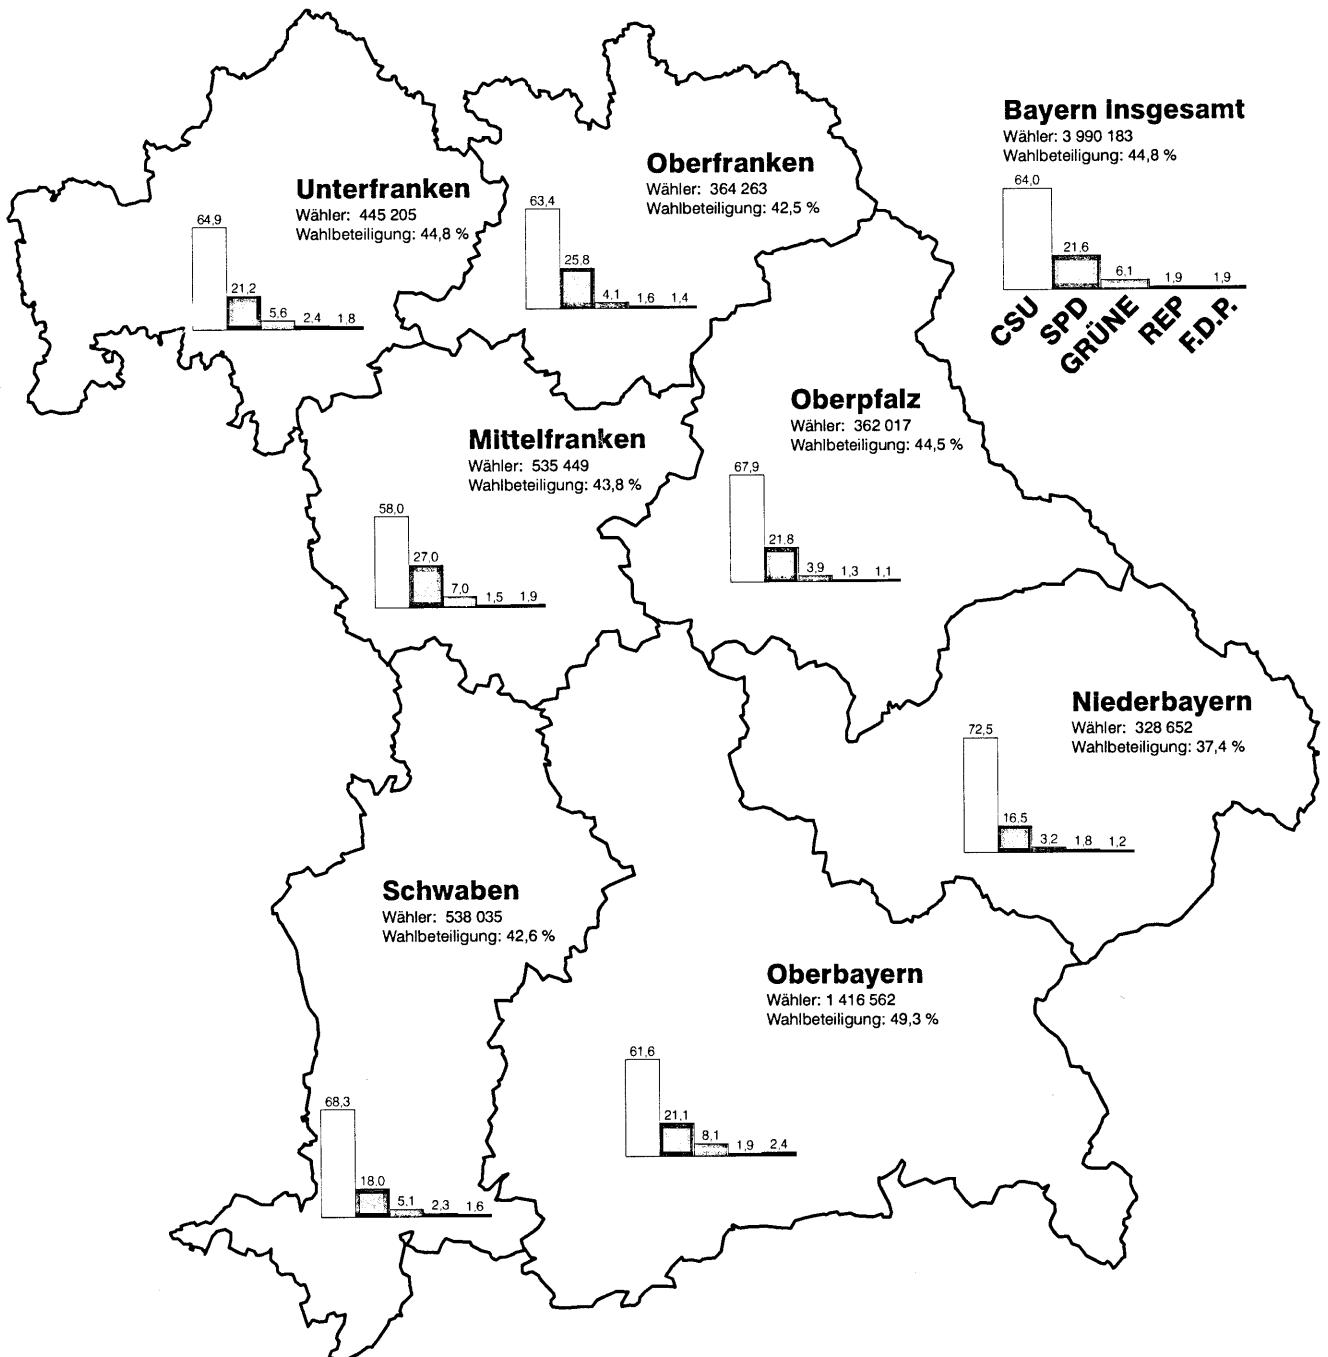 Bayern Insgesamt
Wähler: 3 990 183
Wahlbeteiligung: 44,8 %
64,0
21,6
6,1
1,9
1,9
CSU
SPD
GRÜNE
REP
F.D.P.
Unterfranken
Wähler: 445 205
Wahlbeteiligung: 44,8 %
64,9
21,2
5,6
2,4
1,8
Oberfranken
Wähler: 364 263
Wahlbeteiligung: 42,5 %
63,4
25,8
4,1
1,6
1,4
Mittelfranken
Wähler: 535 449
Wahlbeteiligung: 43,8 %
58,0
27,0
7,0
1,5
1,9
Oberpfalz
Wähler: 362 017
Wahlbeteiligung: 44,5 %
67,9
21,8
3,9
1,3
1,1
Niederbayern
Wähler: 328 652
Wahlbeteiligung: 37,4 %
72,5
16,5
3,2
1,8
1,2
Schwaben
Wähler: 538 035
Wahlbeteiligung: 42,6 %
68,3
18,0
5,1
2,3
1,6
Oberbayern
Wähler: 1 416 562
Wahlbeteiligung: 49,3 %
61,6
21,1
8,1
1,9
2,4